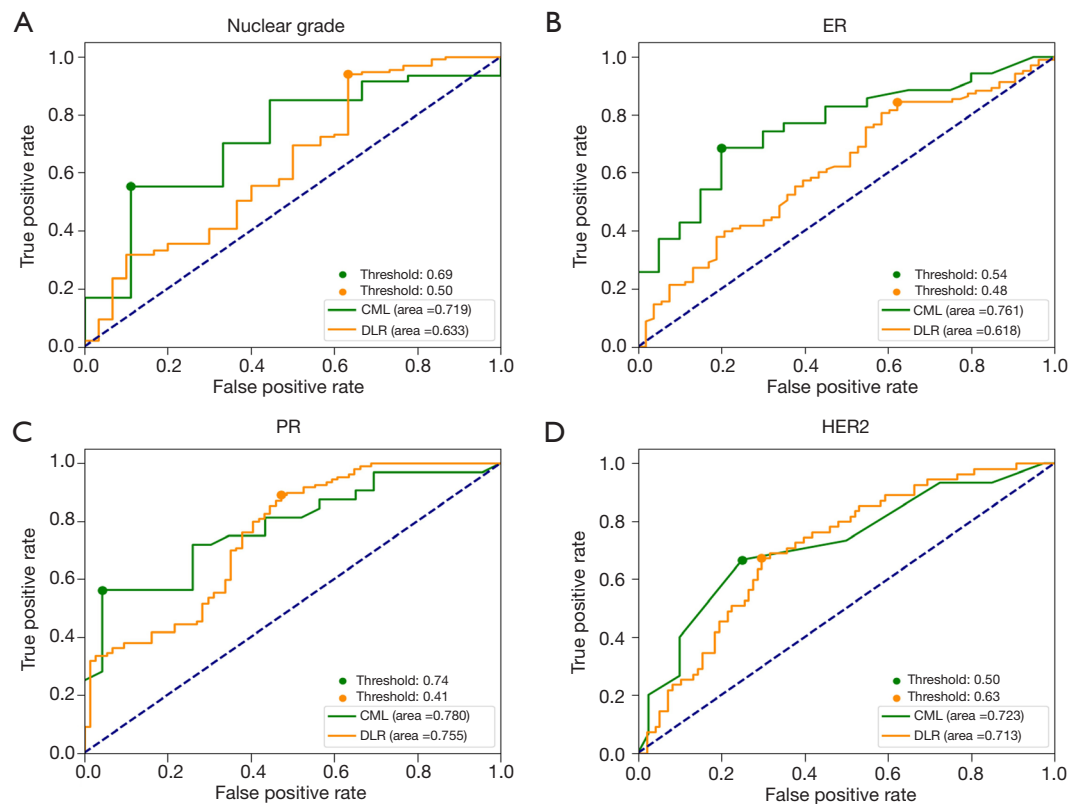 A
Nuclear grade
True positive rate
1.0
0.8
0.6
0.4
0.2
0.0
Threshold: 0.69
Threshold: 0.50
CML (area =0.719)
DLR (area =0.633)
0.0 0.2 0.4 0.6 0.8 1.0
False positive rate
B
ER
True positive rate
1.0
0.8
0.6
0.4
0.2
0.0
Threshold: 0.54
Threshold: 0.48
CML (area =0.761)
DLR (area =0.618)
0.0 0.2 0.4 0.6 0.8 1.0
False positive rate
C
PR
True positive rate
1.0
0.8
0.6
0.4
0.2
0.0
Threshold: 0.74
Threshold: 0.41
CML (area =0.780)
DLR (area =0.755)
0.0 0.2 0.4 0.6 0.8 1.0
False positive rate
D
HER2
True positive rate
1.0
0.8
0.6
0.4
0.2
0.0
Threshold: 0.50
Threshold: 0.63
CML (area =0.723)
DLR (area =0.713)
0.0 0.2 0.4 0.6 0.8 1.0
False positive rate